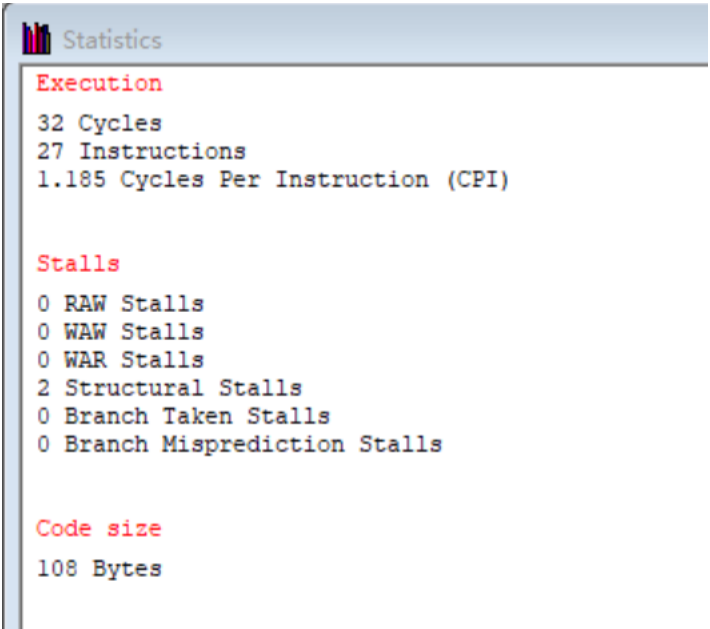 Statistics
Execution
32 Cycles
27 Instructions
1.185 Cycles Per Instruction (CPI)
Stalls
0 RAW Stalls
0 WAW Stalls
0 WAR Stalls
2 Structural Stalls
0 Branch Taken Stalls
0 Branch Misprediction Stalls
Code size
108 Bytes